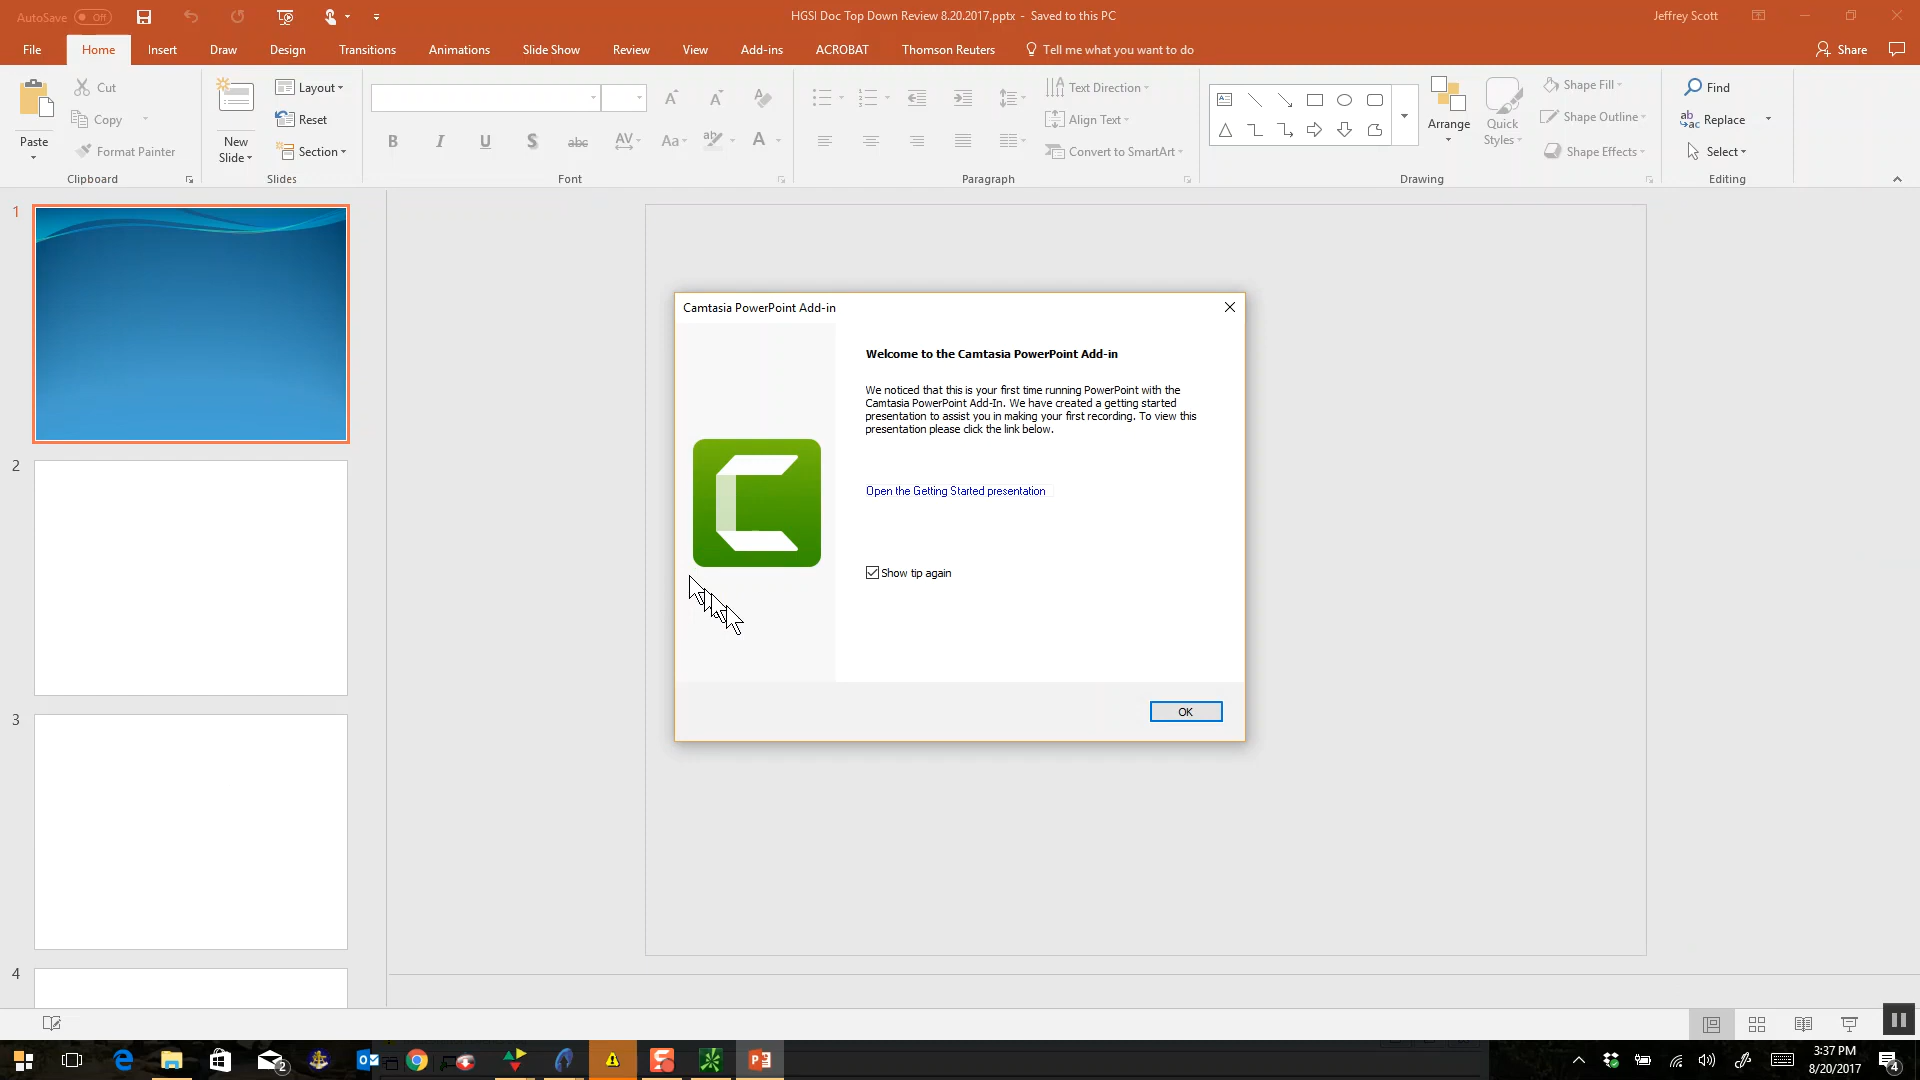 AutoSave Off
HGSI Doc Top Down Review 8.20.2017.pptx - Saved to this PC
Jeffrey Scott
File Home Insert Draw Design Transitions Animations Slide Show Review View Add-ins ACROBAT Thomson Reuters Tell me what you want to do Share
Paste
Cut
Copy
Format Painter
Clipboard
New
Slide
Layout
Reset
Section
Slides
B I U S abc AV Aa A
Font
Text Direction
Align Text
Convert to SmartArt
Paragraph
Arrange
Quick
Styles
Shape Fill
Shape Outline
Shape Effects
Drawing
Find
Replace
Select
Editing
1
2
3
4
Camtasia PowerPoint Add-in
Welcome to the Camtasia PowerPoint Add-in
We noticed that this is your first time running PowerPoint with the
Camtasia PowerPoint Add-In. We have created a getting started
presentation to assist you in making your first recording. To view this
presentation please click the link below.
Open the Getting Started presentation
Show tip again
OK
2
3:37 PM
8/20/2017
4